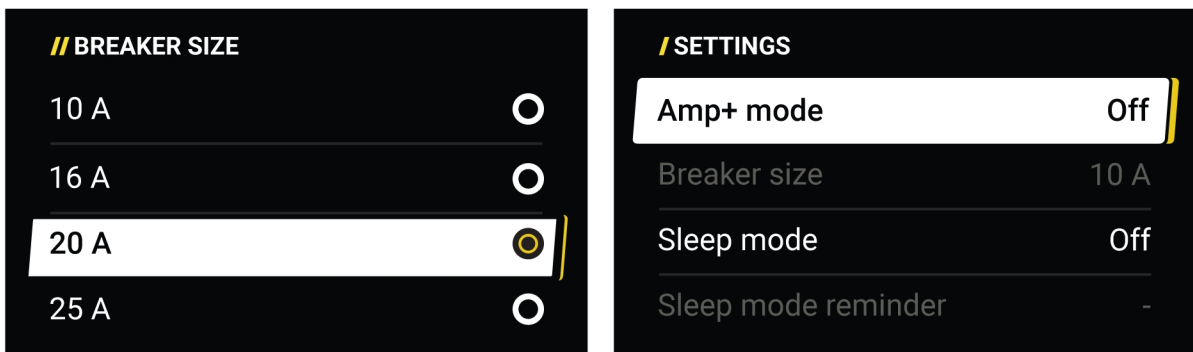 // BREAKER SIZE
10 A
16 A
20 A
25 A
/ SETTINGS
Amp+ mode Off
Breaker size 10 A
Sleep mode Off
Sleep mode reminder -